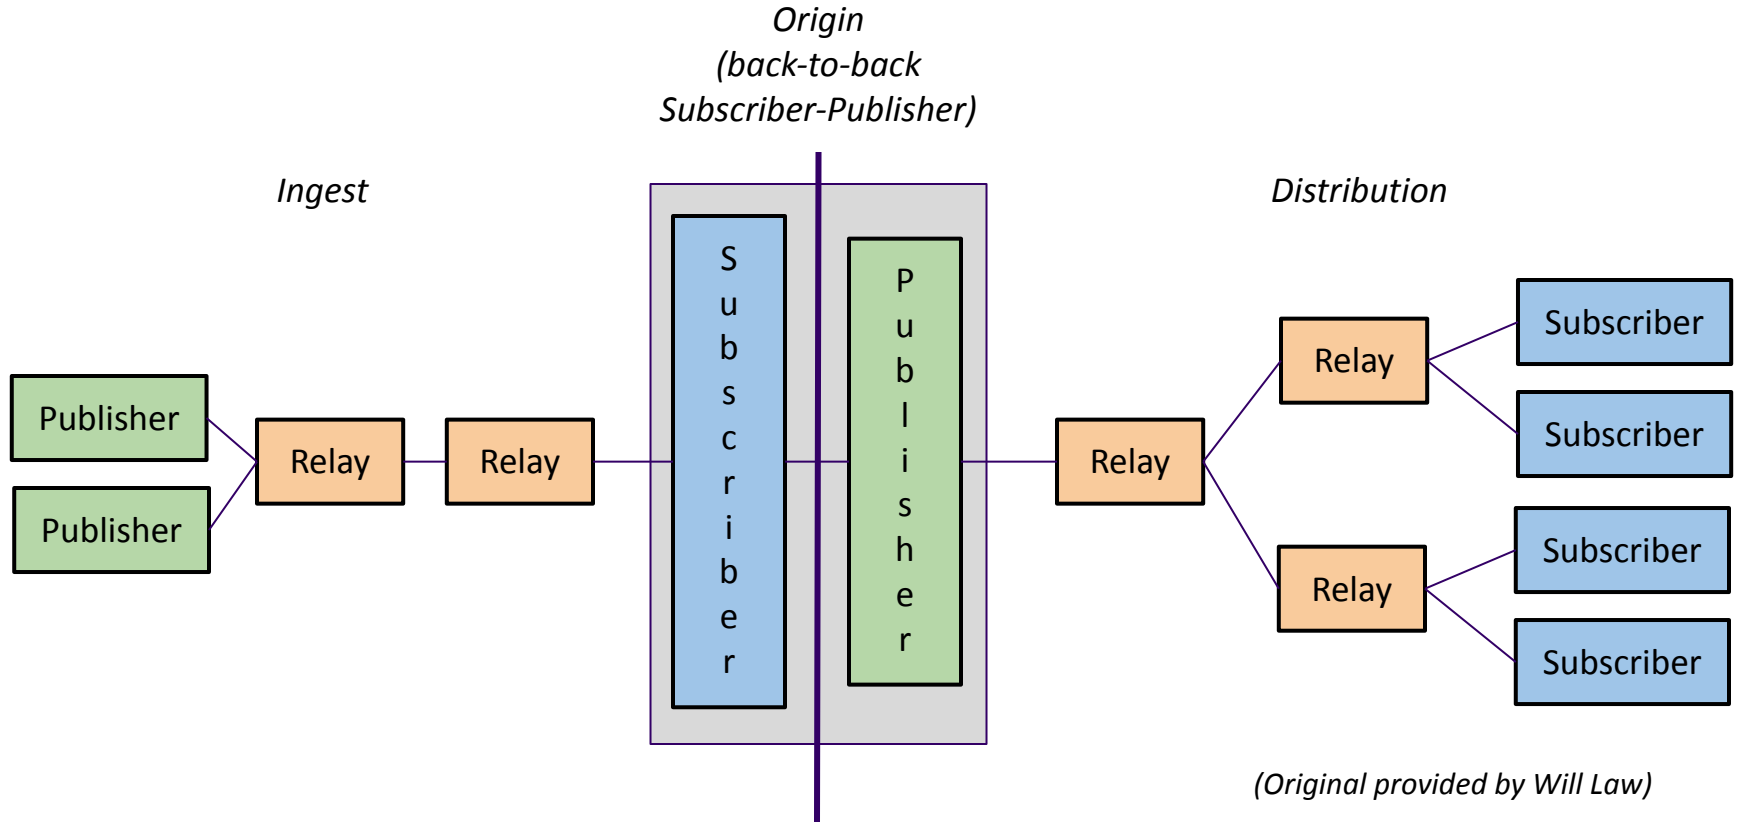 Origin
(back-to-back
Subscriber-Publisher)
Ingest
Distribution
Publisher
Publisher
Relay
Relay
Subscriber
Publisher
Relay
Relay
Relay
Subscriber
Subscriber
Subscriber
Subscriber
(Original provided by Will Law)